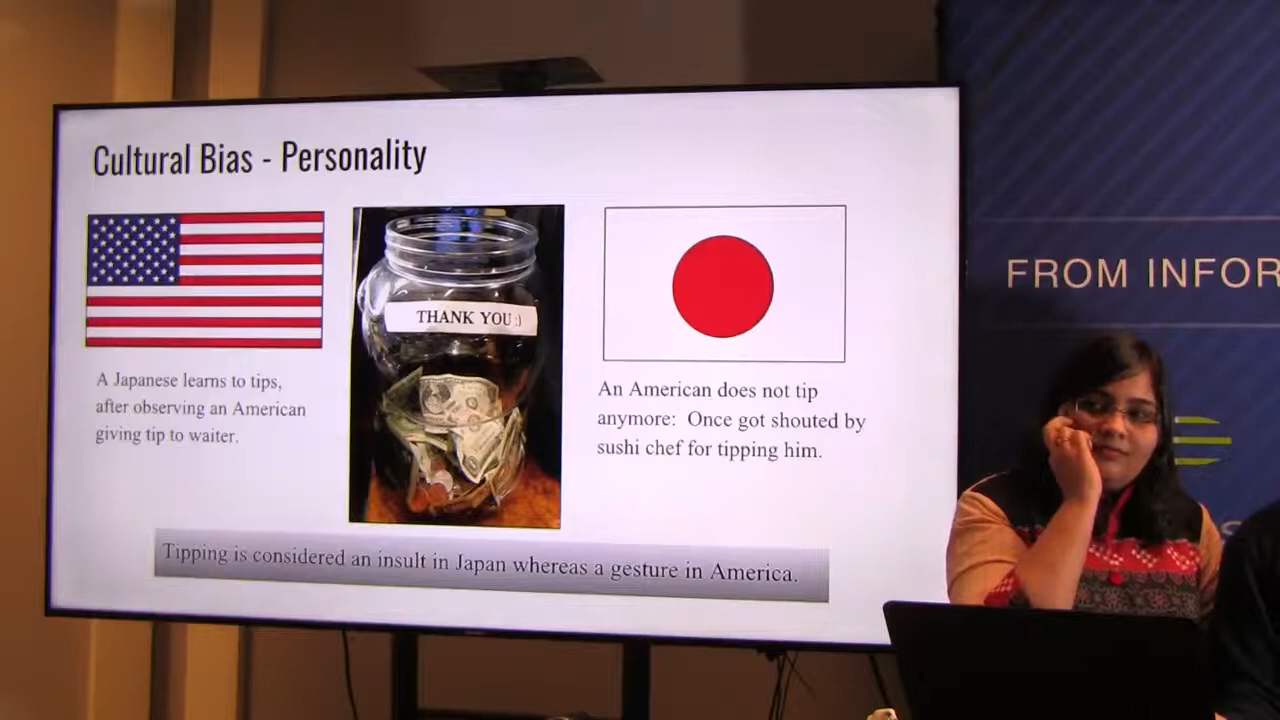 Cultural Bias - Personality
THANK YOU :)
A Japanese learns to tips,
after observing an American
giving tip to waiter.
An American does not tip
anymore: Once got shouted by
sushi chef for tipping him.
Tipping is considered an insult in Japan whereas a gesture in America.
FROM INFOR